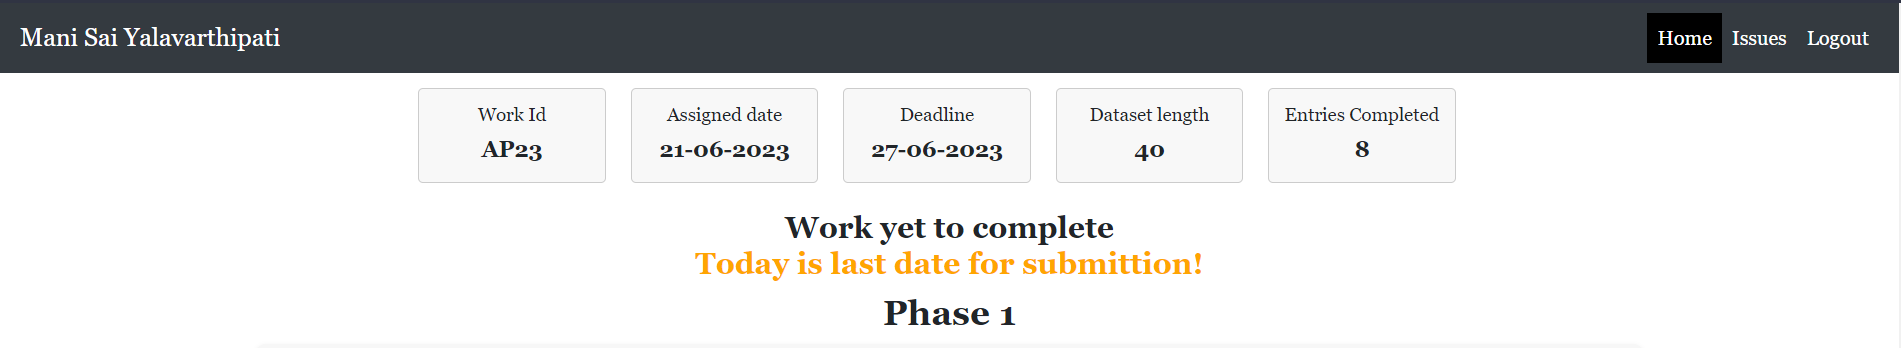 Mani Sai Yalavarthipati
Home Issues Logout
Work Id
AP23
Assigned date
21-06-2023
Deadline
27-06-2023
Dataset length
40
Entries Completed
8
Work yet to complete
Today is last date for submittion!
Phase 1